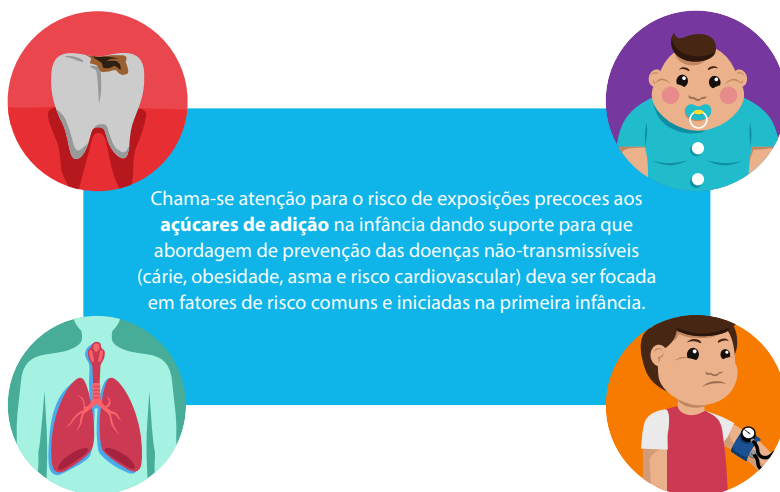 Chama-se atenção para o risco de exposições precoces aos
açúcares de adição na infância dando suporte para que
abordagem de prevenção das doenças não-transmissíveis
(cárie, obesidade, asma e risco cardiovascular) deva ser focada
em fatores de risco comuns e iniciadas na primeira infância.